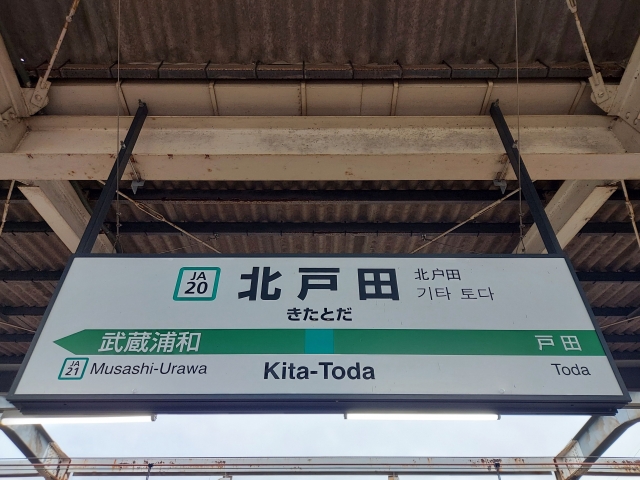 JA
20
北戸田
北户田
기타 토다
きたとだ
武蔵浦和
戸田
JA
21
Musashi-Urawa
Kita-Toda
Toda